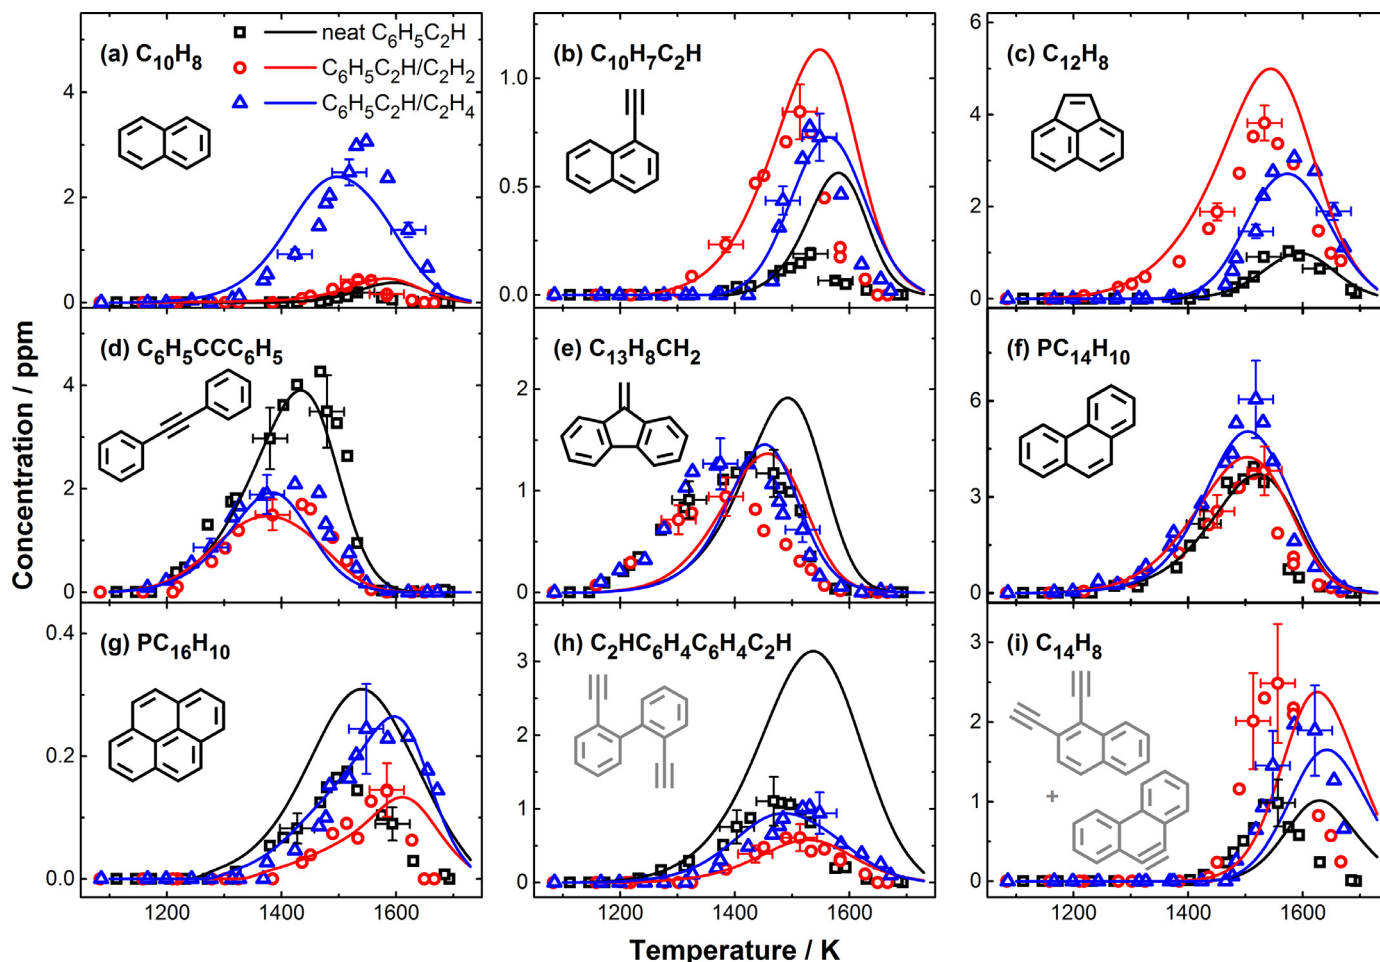 Concentration / ppm
(a) C10H8
neat C6H5C2H
C6H5C2H/C2H2
C6H5C2H/C2H4
4
2
0
(b) C10H7C2H
1.0
0.5
0.0
(c) C12H8
6
4
2
0
(d) C6H5CCC6H5
4
2
0
(e) C13H8CH2
2
1
0
(f) PC14H10
6
3
0
(g) PC16H10
0.4
0.2
0.0
1200 1400 1600
(h) C2HC6H4C6H4C2H
3
2
1
0
1200 1400 1600
(i) C14H8
+
3
2
1
0
1200 1400 1600
Temperature / K